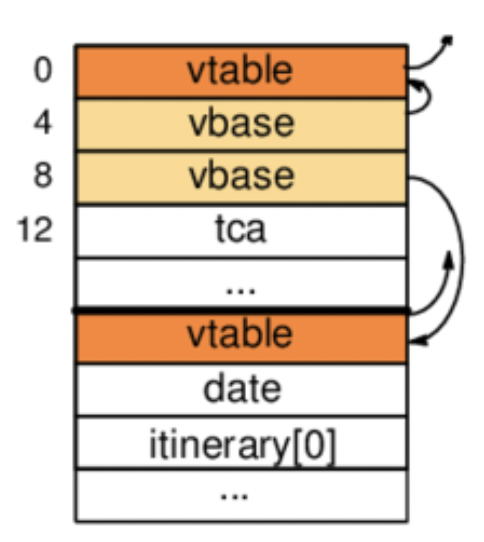 0 vtable
4 vbase
8 vbase
12 tca
...
vtable
date
itinerary[0]
...